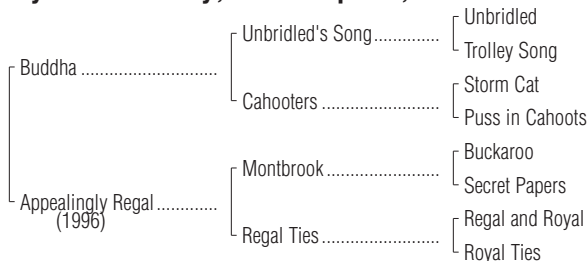 Unbridled
Unbridled's Song...............
Trolley Song
Buddha ................................
Storm Cat
Cahooters ...........................
Puss in Cahoots
Buckaroo
Montbrook ..........................
Secret Papers
Appealingly Regal..............
(1996)
Regal and Royal
Regal Ties ............................
Royal Ties